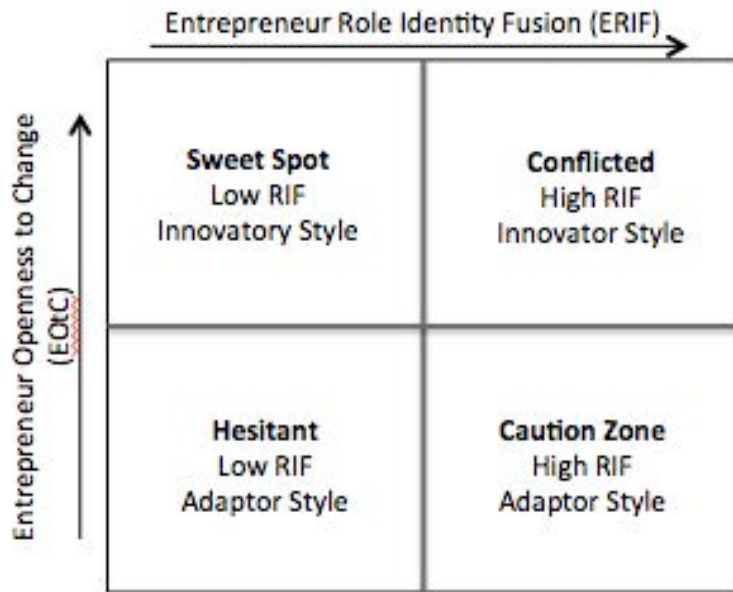 Entrepreneur Role Identity Fusion (ERIF)
Entrepreneur Openness to Change
(EOtC)
Sweet Spot
Low RIF
Innovatory Style
Conflicted
High RIF
Innovator Style
Hesitant
Low RIF
Adaptor Style
Caution Zone
High RIF
Adaptor Style